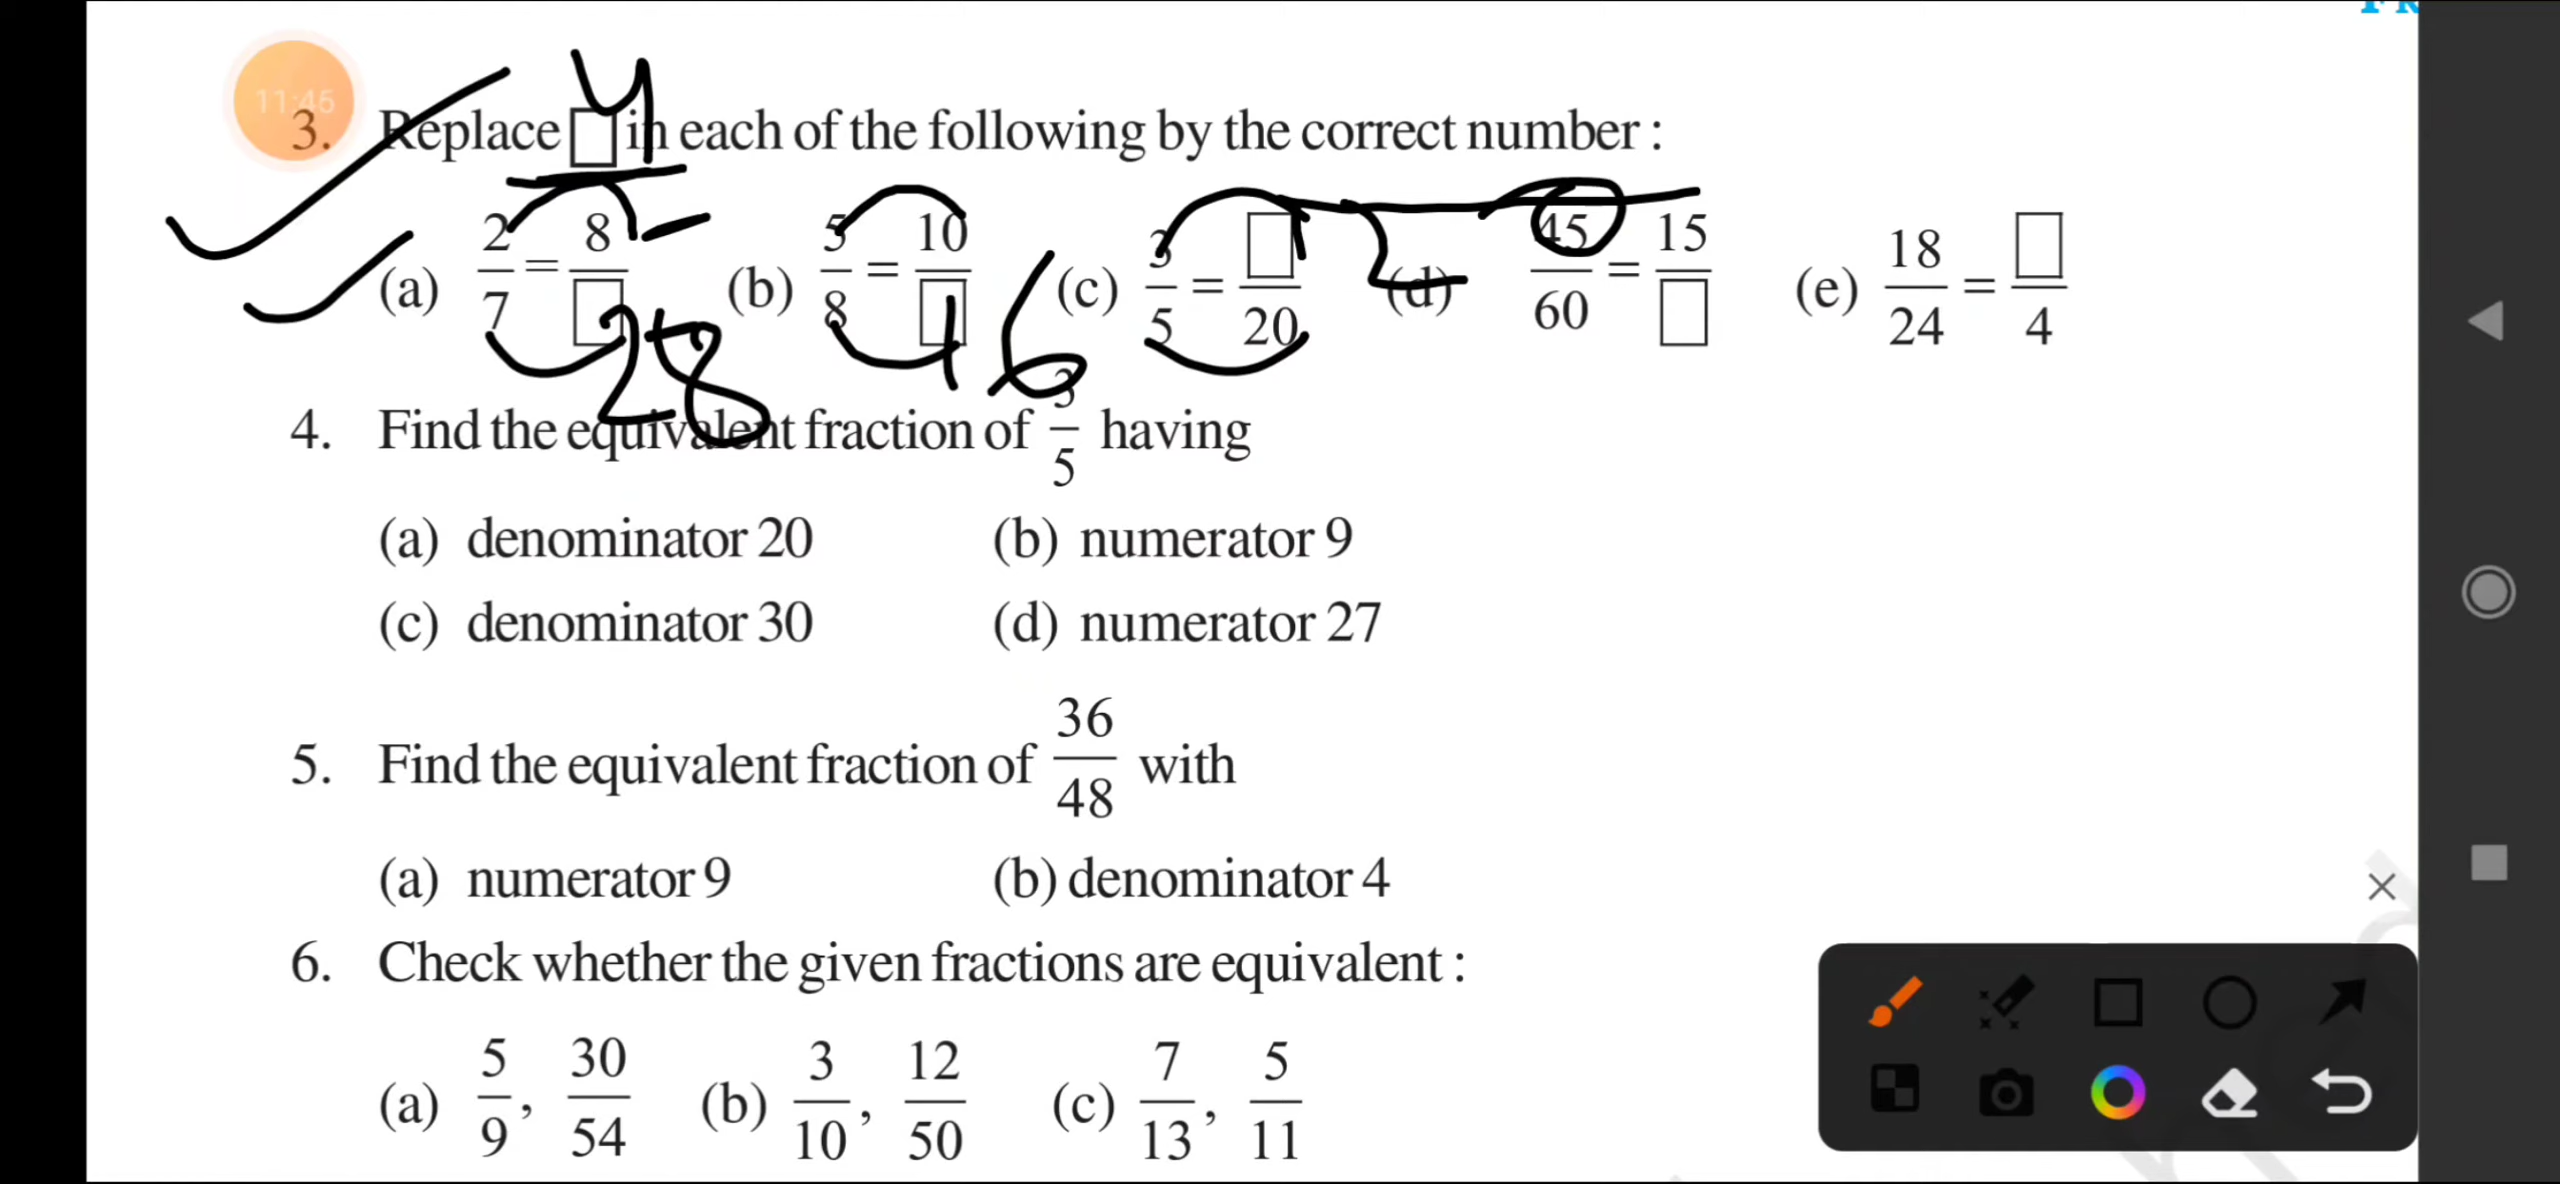 11:46
4
3. Replace □ in each of the following by the correct number :
(a) 2/7 = 8/□ (b) 5/8 = 10/□ (c) 3/5 = □/20 (d) 45/60 = 15/□ (e) 18/24 = □/4
28 16 12
4. Find the equivalent fraction of 3/5 having
(a) denominator 20 (b) numerator 9
(c) denominator 30 (d) numerator 27
5. Find the equivalent fraction of 36/48 with
(a) numerator 9 (b) denominator 4
6. Check whether the given fractions are equivalent :
(a) 5/9, 30/54 (b) 3/10, 12/50 (c) 7/13, 5/11